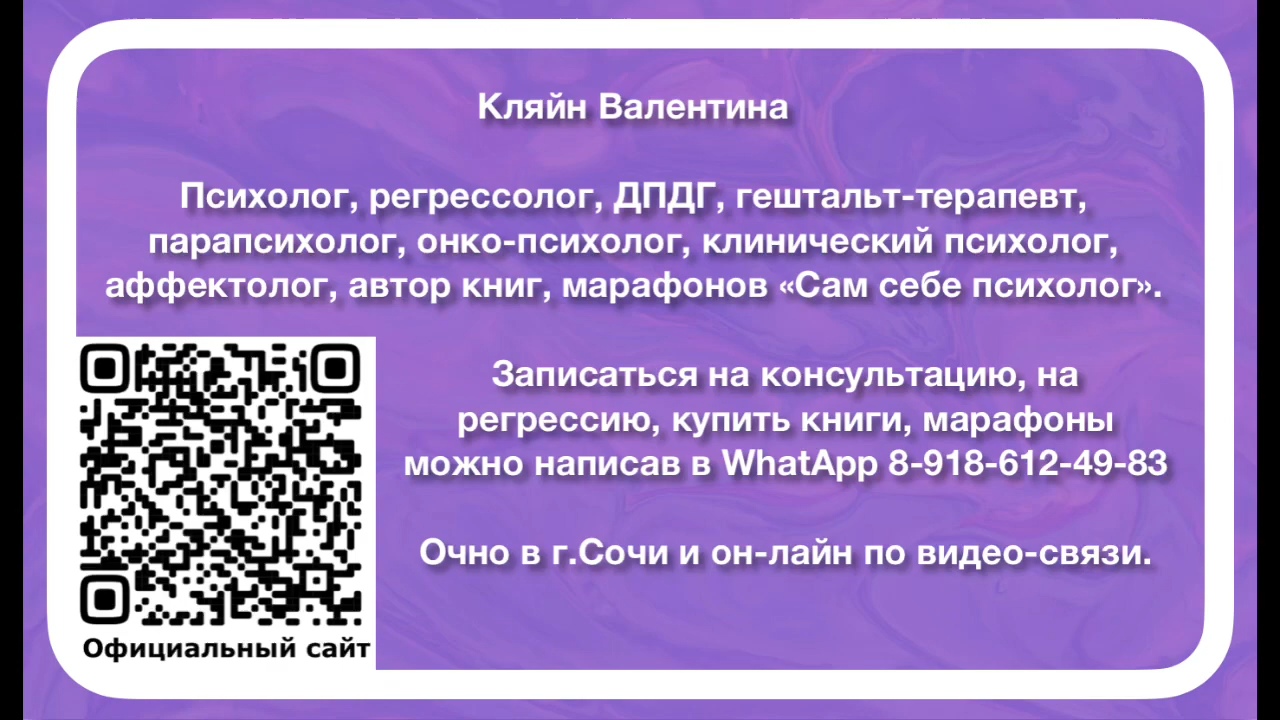 Кляйн Валентина
Психолог, регрессолог, ДПДГ, гештальт-терапевт,
парапсихолог, онко-психолог, клинический психолог,
аффектолог, автор книг, марафонов «Сам себе психолог».
Записаться на консультацию, на
регрессию, купить книги, марафоны
можно написав в WhatApp 8-918-612-49-83
Очно в г.Сочи и он-лайн по видео-связи.
Официальный сайт